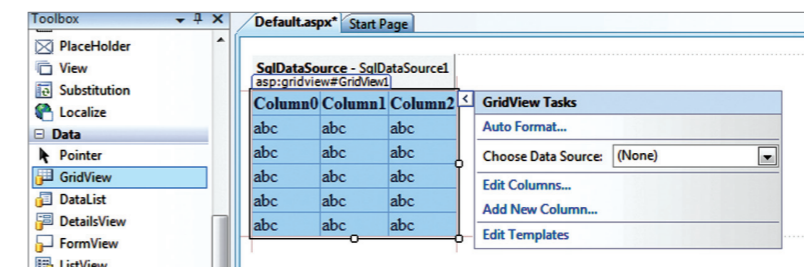 Toolbox
PlaceHolder
View
Substitution
Localize
Data
Pointer
GridView
DataList
DetailsView
FormView
ListView
Default.aspx* Start Page
SqlDataSource - SqlDataSource1
asp:gridview#GridView1
Column0 Column1 Column2
abc abc abc
abc abc abc
abc abc abc
abc abc abc
abc abc abc
GridView Tasks
Auto Format...
Choose Data Source: (None)
Edit Columns...
Add New Column...
Edit Templates